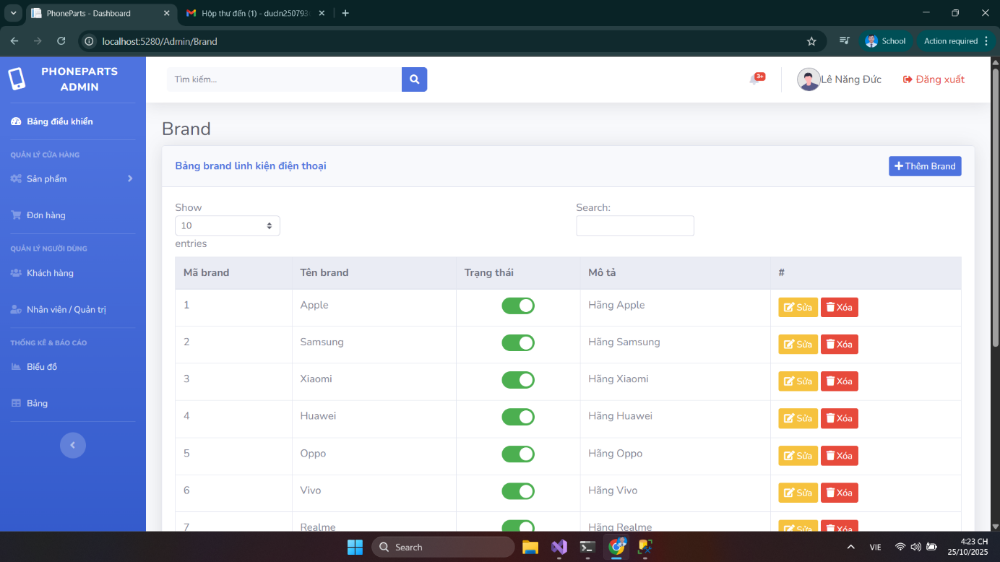 PhoneParts - Dashboard
Hộp thư đến (1) - ducln250793
localhost:5280/Admin/Brand
School
Action required
PHONEPARTS
ADMIN
Tìm kiếm...
3+
Lê Năng Đức
Đăng xuất
Bảng điều khiển
QUẢN LÝ CỬA HÀNG
Sản phẩm
Đơn hàng
QUẢN LÝ NGƯỜI DÙNG
Khách hàng
Nhân viên / Quản trị
THỐNG KÊ & BÁO CÁO
Biểu đồ
Bảng
Brand
Bảng brand linh kiện điện thoại
Thêm Brand
Show
10
entries
Search:
Mã brand Tên brand Trạng thái Mô tả #
1 Apple Hãng Apple Sửa Xóa
2 Samsung Hãng Samsung Sửa Xóa
3 Xiaomi Hãng Xiaomi Sửa Xóa
4 Huawei Hãng Huawei Sửa Xóa
5 Oppo Hãng Oppo Sửa Xóa
6 Vivo Hãng Vivo Sửa Xóa
7 Realme Hãng Realme Sửa Xóa
Search
VIE
4:23 CH
25/10/2025